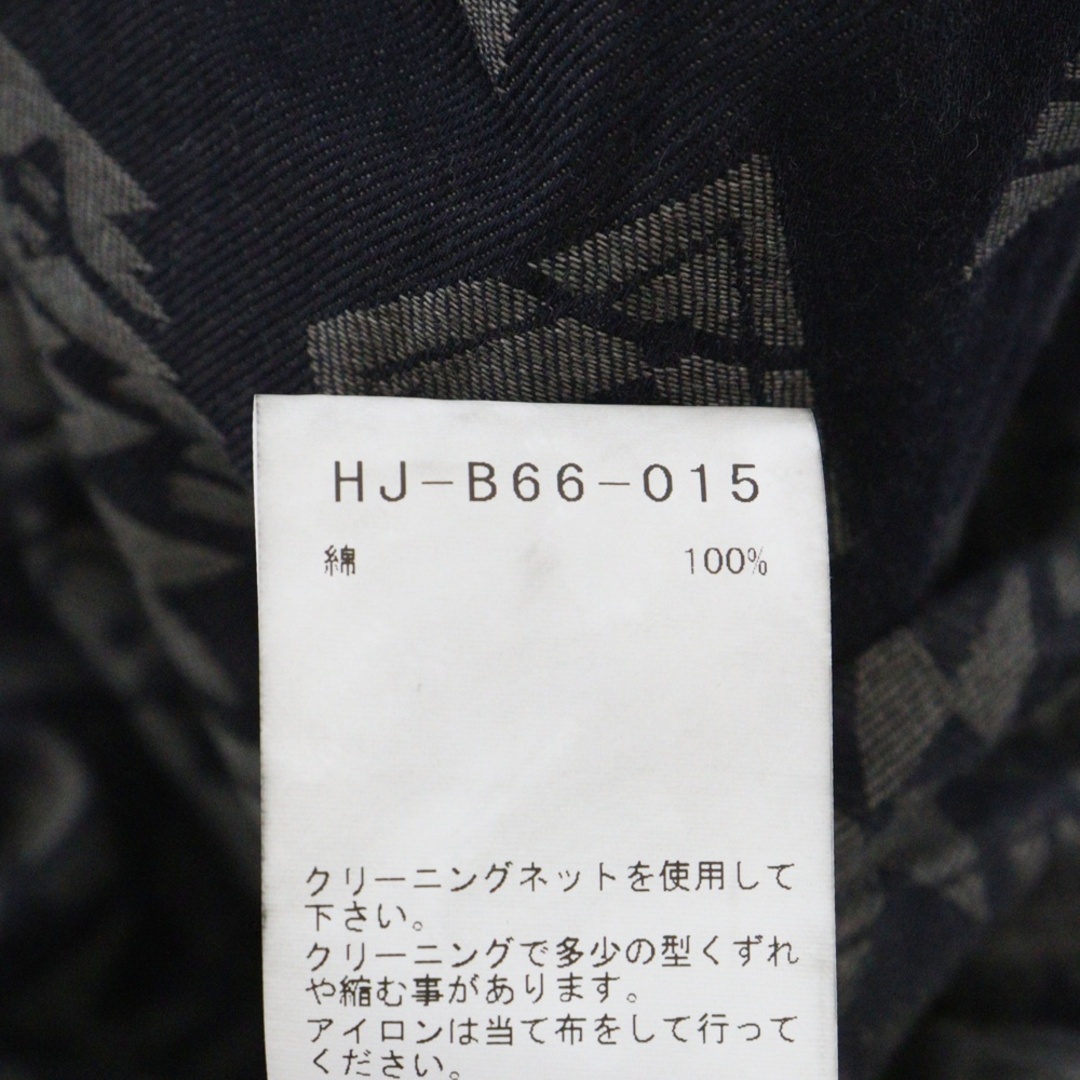 HJ-B66-015
綿 100%
クリーニングネットを使用して
下さい。
クリーニングで多少の型くずれ
や縮む事があります。
アイロンは当て布をして行って
ください。